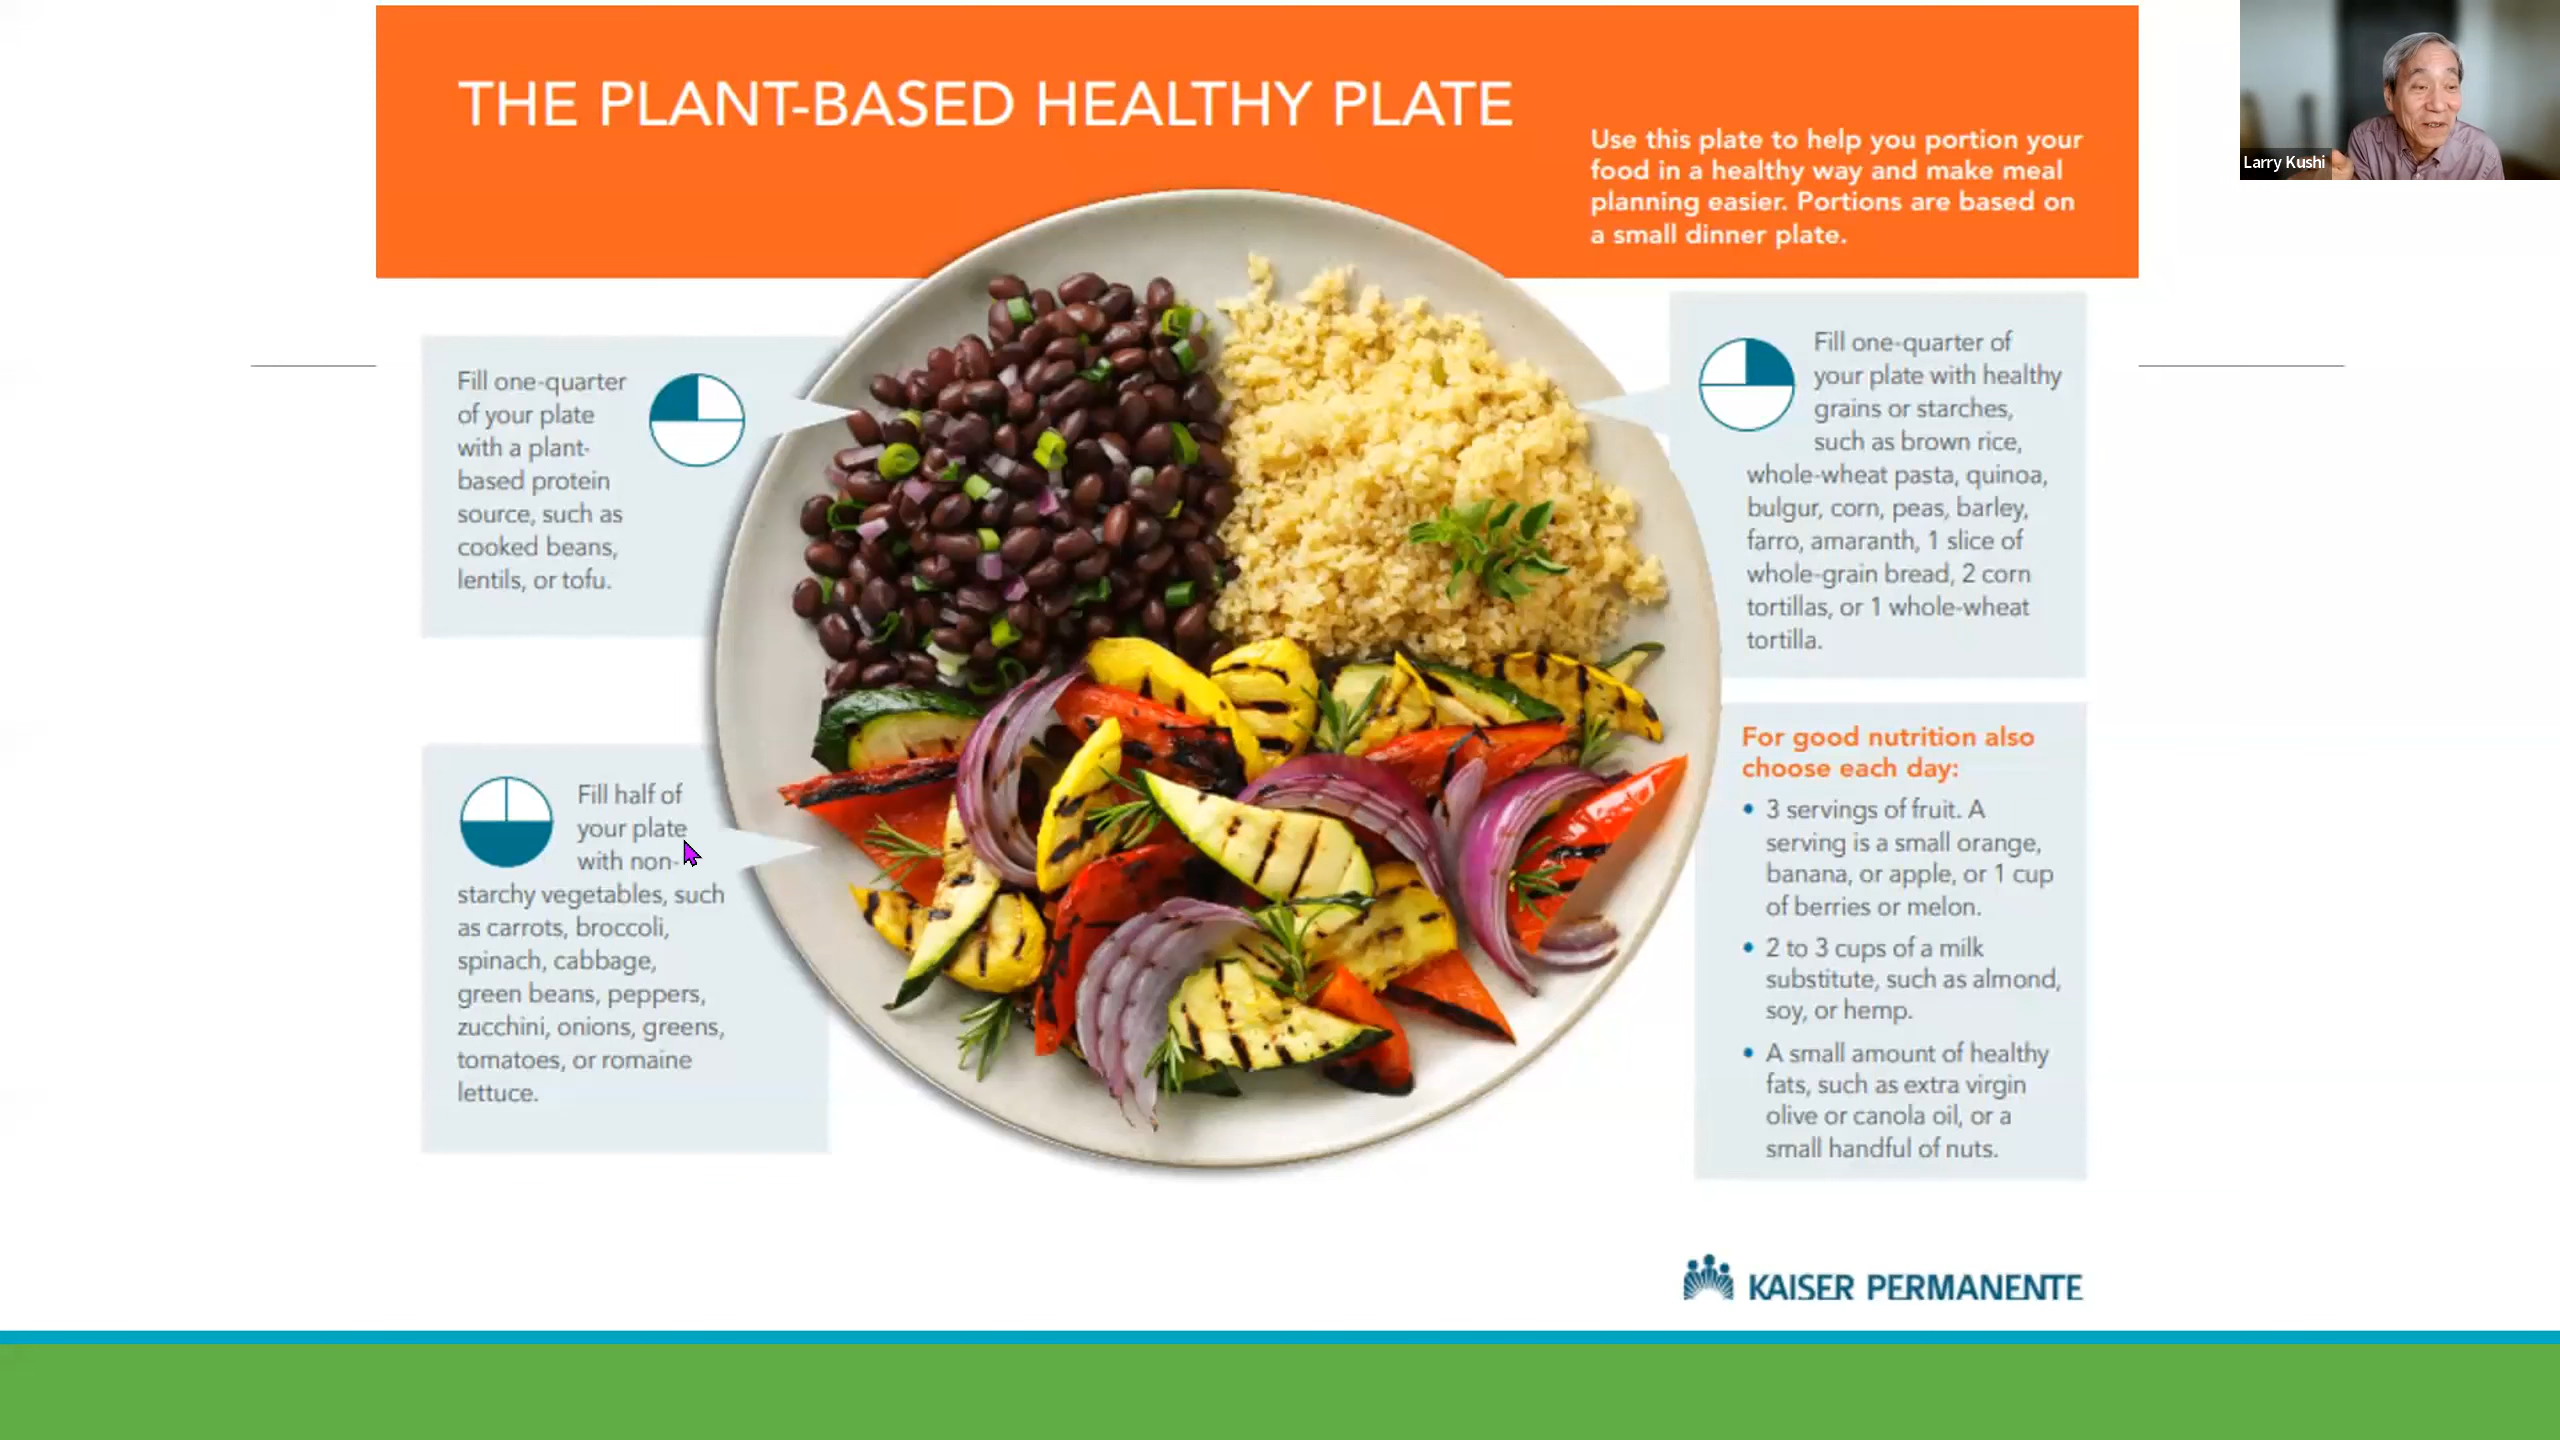 THE PLANT-BASED HEALTHY PLATE
Use this plate to help you portion your
food in a healthy way and make meal
planning easier. Portions are based on
a small dinner plate.
Larry Kushi
Fill one-quarter
of your plate
with a plant-
based protein
source, such as
cooked beans,
lentils, or tofu.
Fill one-quarter of
your plate with healthy
grains or starches,
such as brown rice,
whole-wheat pasta, quinoa,
bulgur, corn, peas, barley,
farro, amaranth, 1 slice of
whole-grain bread, 2 corn
tortillas, or 1 whole-wheat
tortilla.
Fill half of
your plate
with non-
starchy vegetables, such
as carrots, broccoli,
spinach, cabbage,
green beans, peppers,
zucchini, onions, greens,
tomatoes, or romaine
lettuce.
For good nutrition also
choose each day:
• 3 servings of fruit. A
serving is a small orange,
banana, or apple, or 1 cup
of berries or melon.
• 2 to 3 cups of a milk
substitute, such as almond,
soy, or hemp.
• A small amount of healthy
fats, such as extra virgin
olive or canola oil, or a
small handful of nuts.
KAISER PERMANENTE